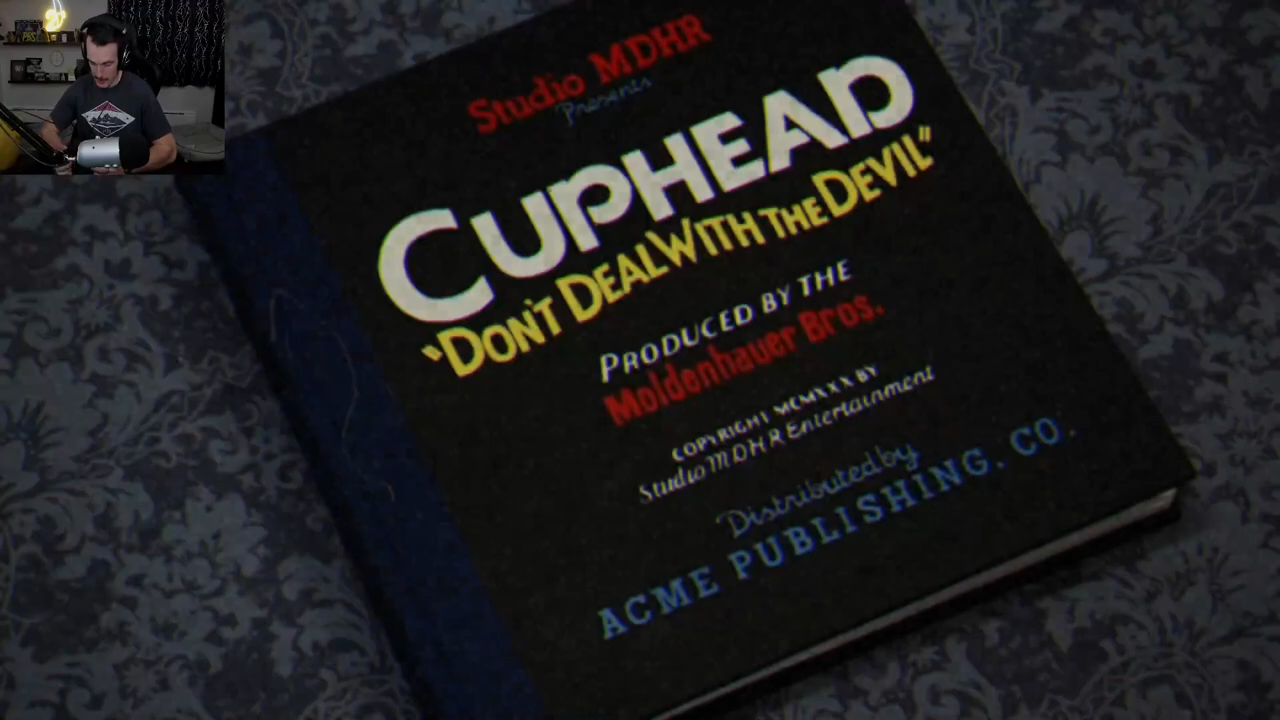 Studio MDHR
Presents
CUPHEAD
"DON'T DEAL WITH THE DEVIL"
PRODUCED BY THE
Moldenhauer Bros.
COPYRIGHT MCMXXX BY
Studio MDHR Entertainment
Distributed by
ACME PUBLISHING. CO.